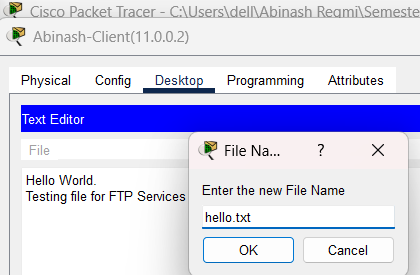 Cisco Packet Tracer - C:\Users\dell\Abinash Regmi\Semeste
Abinash-Client(11.0.0.2)
Physical Config Desktop Programming Attributes
Text Editor
File
Hello World.
Testing file for FTP Services
File Na... ?
Enter the new File Name
hello.txt
OK Cancel